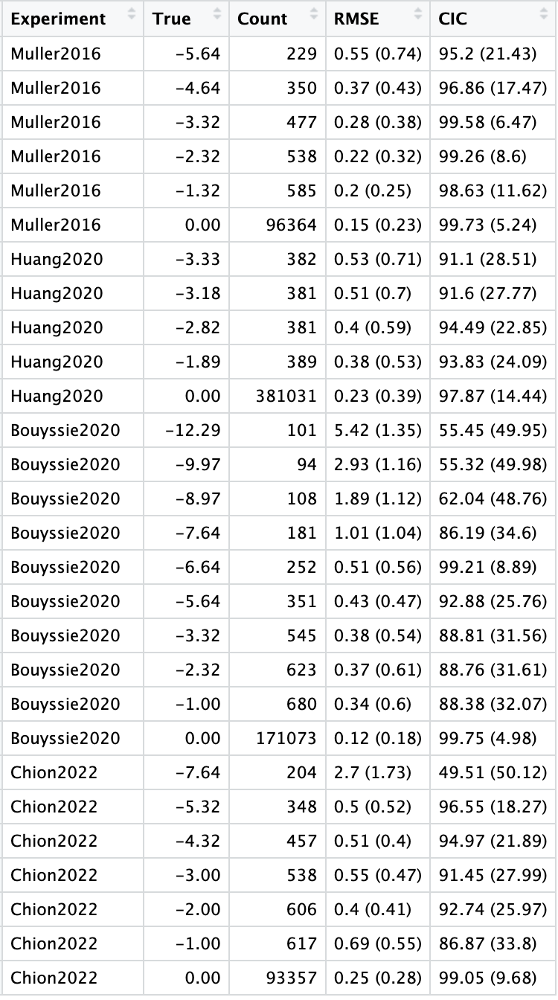 Experiment True Count RMSE CIC
Muller2016 −5.64 229 0.55 (0.74) 95.2 (21.43)
Muller2016 −4.64 350 0.37 (0.43) 96.86 (17.47)
Muller2016 −3.32 477 0.28 (0.38) 99.58 (6.47)
Muller2016 −2.32 538 0.22 (0.32) 99.26 (8.6)
Muller2016 −1.32 585 0.2 (0.25) 98.63 (11.62)
Muller2016 0.00 96364 0.15 (0.23) 99.73 (5.24)
Huang2020 −3.33 382 0.53 (0.71) 91.1 (28.51)
Huang2020 −3.18 381 0.51 (0.7) 91.6 (27.77)
Huang2020 −2.82 381 0.4 (0.59) 94.49 (22.85)
Huang2020 −1.89 389 0.38 (0.53) 93.83 (24.09)
Huang2020 0.00 381031 0.23 (0.39) 97.87 (14.44)
Bouyssie2020 −12.29 101 5.42 (1.35) 55.45 (49.95)
Bouyssie2020 −9.97 94 2.93 (1.16) 55.32 (49.98)
Bouyssie2020 −8.97 108 1.89 (1.12) 62.04 (48.76)
Bouyssie2020 −7.64 181 1.01 (1.04) 86.19 (34.6)
Bouyssie2020 −6.64 252 0.51 (0.56) 99.21 (8.89)
Bouyssie2020 −5.64 351 0.43 (0.47) 92.88 (25.76)
Bouyssie2020 −3.32 545 0.38 (0.54) 88.81 (31.56)
Bouyssie2020 −2.32 623 0.37 (0.61) 88.76 (31.61)
Bouyssie2020 −1.00 680 0.34 (0.6) 88.38 (32.07)
Bouyssie2020 0.00 171073 0.12 (0.18) 99.75 (4.98)
Chion2022 −7.64 204 2.7 (1.73) 49.51 (50.12)
Chion2022 −5.32 348 0.5 (0.52) 96.55 (18.27)
Chion2022 −4.32 457 0.51 (0.4) 94.97 (21.89)
Chion2022 −3.00 538 0.55 (0.47) 91.45 (27.99)
Chion2022 −2.00 606 0.4 (0.41) 92.74 (25.97)
Chion2022 −1.00 617 0.69 (0.55) 86.87 (33.8)
Chion2022 0.00 93357 0.25 (0.28) 99.05 (9.68)